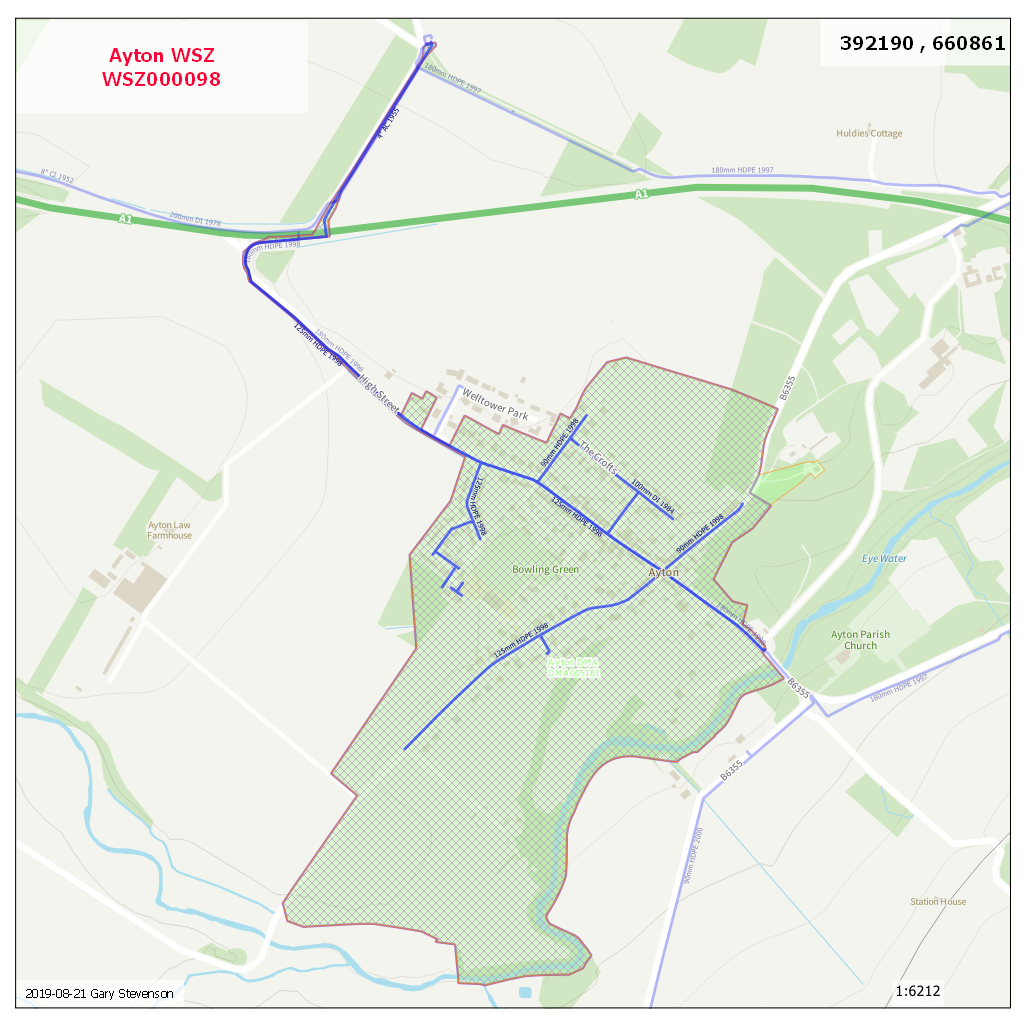 Ayton WSZ
WSZ000098
392190 , 660861
180mm HDPE 1997
4" AC 1955
Huldies Cottage
8" CI 1952
180mm HDPE 1997
A1
200mm DI 1978
A1
HDPE 1998
125mm HDPE 1998
180mm HDPE 1998
High Street
Welltower Park
B6355
90mm HDPE 1998
The Crofts
100mm DI 1984
125mm HDPE 1998
125mm HDPE 1998
90mm HDPE 1998
Ayton Law
Farmhouse
Bowling Green
Ayton
Eye Water
180mm HDPE
125mm HDPE 1998
Ayton Parish
Church
Ayton DMA
B6355
180mm HDPE 1997
B6355
90mm HDPE 2000
Station House
2019-08-21 Gary Stevenson
1:6212